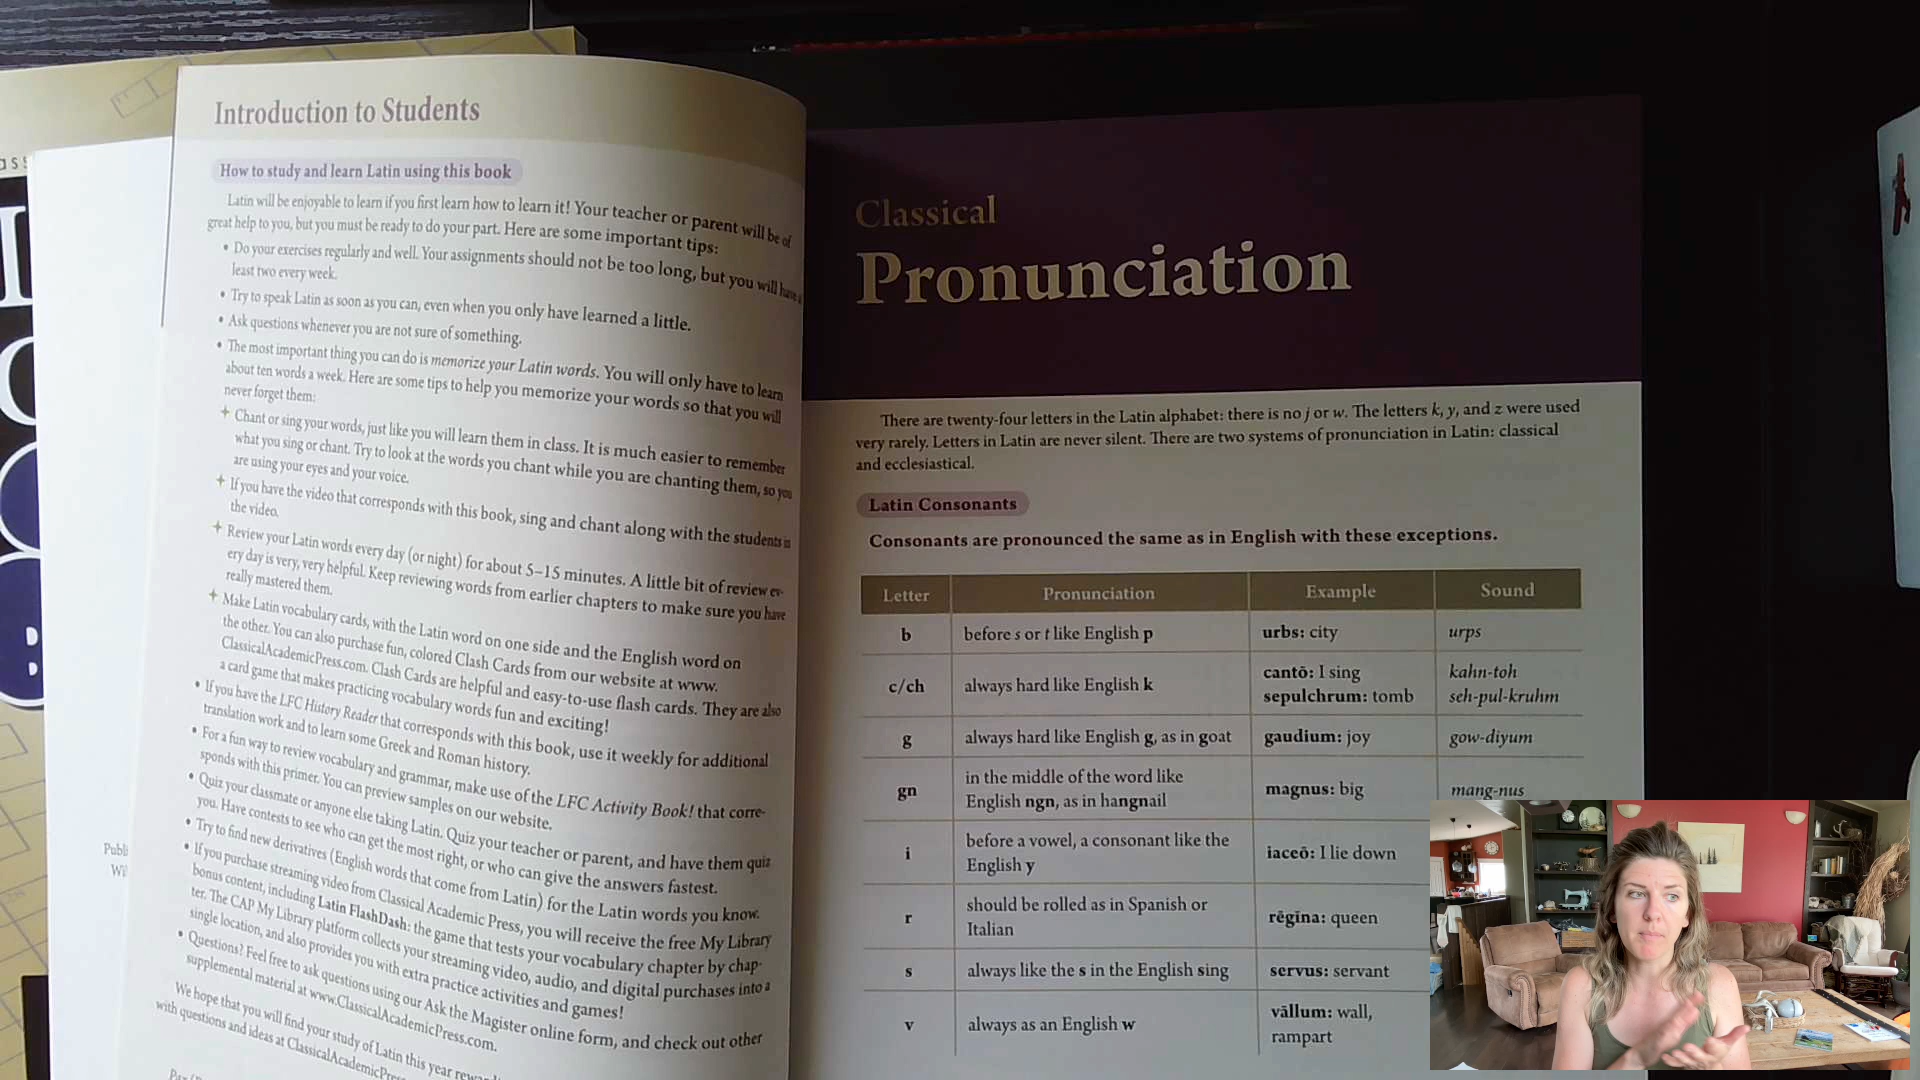 Introduction to Students
How to study and learn Latin using this book
Latin will be enjoyable to learn if you first learn how to learn it! Your teacher or parent will be of
great help to you, but you must be ready to do your part. Here are some important tips:
• Do your exercises regularly and well. Your assignments should not be too long, but you will have a
least two every week.
• Try to speak Latin as soon as you can, even when you only have learned a little.
• Ask questions whenever you are not sure of something.
• The most important thing you can do is memorize your Latin words. You will only have to learn
about ten words a week. Here are some tips to help you memorize your words so that you will
never forget them:
Chant or sing your words, just like you will learn them in class. It is much easier to remember
what you sing or chant. Try to look at the words you chant while you are chanting them, so you
are using your eyes and your voice.
If you have the video that corresponds with this book, sing and chant along with the students in
the video.
Review your Latin words every day (or night) for about 5–15 minutes. A little bit of review ev-
ery day is very, very helpful. Keep reviewing words from earlier chapters to make sure you have
really mastered them.
Make Latin vocabulary cards, with the Latin word on one side and the English word on
the other. You can also purchase fun, colored Clash Cards from our website at www.
ClassicalAcademicPress.com. Clash Cards are helpful and easy-to-use flash cards. They are also
a card game that makes practicing vocabulary words fun and exciting!
• If you have the LFC History Reader that corresponds with this book, use it weekly for additional
translation work and to learn some Greek and Roman history.
• For a fun way to review vocabulary and grammar, make use of the LFC Activity Book! that corre-
sponds with this primer. You can preview samples on our website.
• Quiz your classmate or anyone else taking Latin. Quiz your teacher or parent, and have them quiz
you. Have contests to see who can get the most right, or who can give the answers fastest.
• Try to find new derivatives (English words that come from Latin) for the Latin words you know.
• If you purchase streaming video from Classical Academic Press, you will receive the free My Library
bonus content, including Latin FlashDash: the game that tests your vocabulary chapter by chap-
ter. The CAP My Library platform collects your streaming video, audio, and digital purchases into a
single location, and also provides you with extra practice activities and games!
• Questions? Feel free to ask questions using our Ask the Magister online form, and check out other
supplemental material at www.ClassicalAcademicPress.com.
We hope that you will find your study of Latin this year
with questions and ideas at
Publi
Wi
Classical
Pronunciation
There are twenty-four letters in the Latin alphabet: there is no j or w. The letters k, y, and z were used
very rarely. Letters in Latin are never silent. There are two systems of pronunciation in Latin: classical
and ecclesiastical.
Latin Consonants
Consonants are pronounced the same as in English with these exceptions.
Letter Pronunciation Example Sound
b before s or t like English p urbs: city urps
c/ch always hard like English k cantō: I sing kahn-toh
sepulchrum: tomb seh-pul-kruhm
g always hard like English g, as in goat gaudium: joy gow-diyum
gn in the middle of the word like
English ngn, as in hangnail magnus: big mang-nus
i before a vowel, a consonant like the
English y iaceō: I lie down
r should be rolled as in Spanish or
Italian rēgīna: queen
s always like the s in the English sing servus: servant
v always as an English w vāllum: wall,
rampart